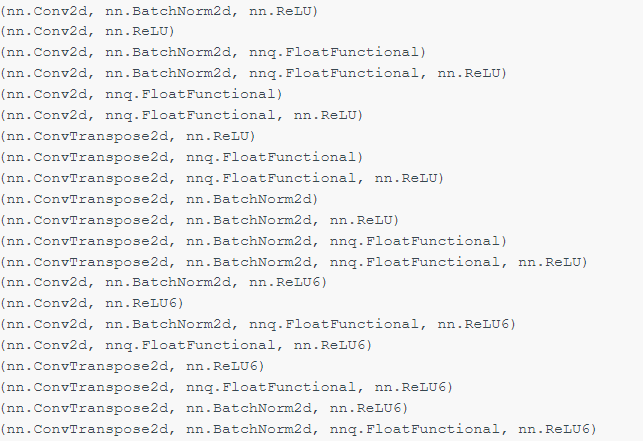 (nn.Conv2d, nn.BatchNorm2d, nn.ReLU)
(nn.Conv2d, nn.ReLU)
(nn.Conv2d, nn.BatchNorm2d, nnq.FloatFunctional)
(nn.Conv2d, nn.BatchNorm2d, nnq.FloatFunctional, nn.ReLU)
(nn.Conv2d, nnq.FloatFunctional)
(nn.Conv2d, nnq.FloatFunctional, nn.ReLU)
(nn.ConvTranspose2d, nn.ReLU)
(nn.ConvTranspose2d, nnq.FloatFunctional)
(nn.ConvTranspose2d, nnq.FloatFunctional, nn.ReLU)
(nn.ConvTranspose2d, nn.BatchNorm2d)
(nn.ConvTranspose2d, nn.BatchNorm2d, nn.ReLU)
(nn.ConvTranspose2d, nn.BatchNorm2d, nnq.FloatFunctional)
(nn.ConvTranspose2d, nn.BatchNorm2d, nnq.FloatFunctional, nn.ReLU)
(nn.Conv2d, nn.BatchNorm2d, nn.ReLU6)
(nn.Conv2d, nn.ReLU6)
(nn.Conv2d, nn.BatchNorm2d, nnq.FloatFunctional, nn.ReLU6)
(nn.Conv2d, nnq.FloatFunctional, nn.ReLU6)
(nn.ConvTranspose2d, nn.ReLU6)
(nn.ConvTranspose2d, nnq.FloatFunctional, nn.ReLU6)
(nn.ConvTranspose2d, nn.BatchNorm2d, nn.ReLU6)
(nn.ConvTranspose2d, nn.BatchNorm2d, nnq.FloatFunctional, nn.ReLU6)